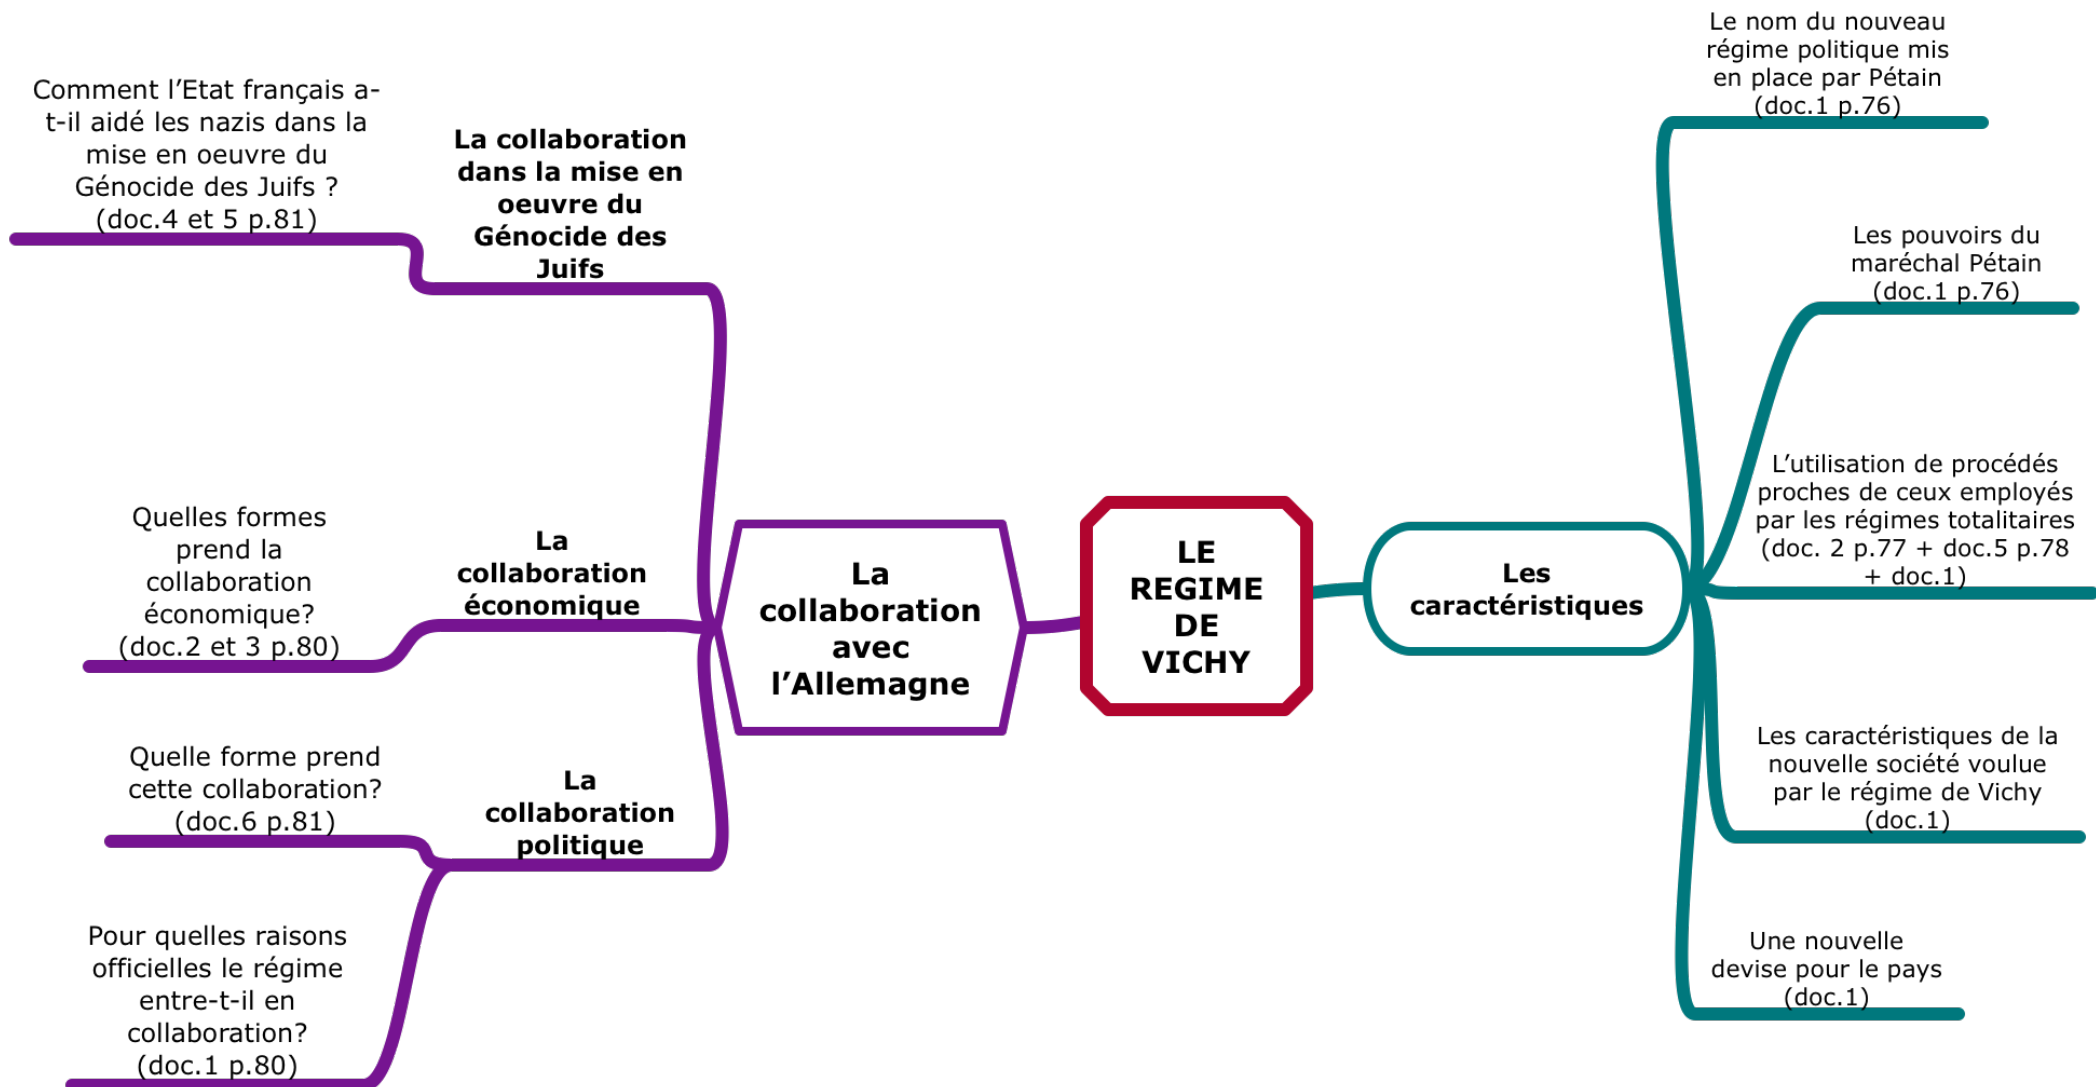 Comment l'Etat français a-
t-il aidé les nazis dans la
mise en oeuvre du
Génocide des Juifs ?
(doc.4 et 5 p.81)
La collaboration
dans la mise en
oeuvre du
Génocide des
Juifs
Quelles formes
prend la
collaboration
économique?
(doc.2 et 3 p.80)
La
collaboration
économique
Quelle forme prend
cette collaboration?
(doc.6 p.81)
Pour quelles raisons
officielles le régime
entre-t-il en
collaboration?
(doc.1 p.80)
La
collaboration
politique
La
collaboration
avec
l'Allemagne
LE
REGIME
DE
VICHY
Les
caractéristiques
Le nom du nouveau
régime politique mis
en place par Pétain
(doc.1 p.76)
Les pouvoirs du
maréchal Pétain
(doc.1 p.76)
L'utilisation de procédés
proches de ceux employés
par les régimes totalitaires
(doc. 2 p.77 + doc.5 p.78
+ doc.1)
Les caractéristiques de la
nouvelle société voulue
par le régime de Vichy
(doc.1)
Une nouvelle
devise pour le pays
(doc.1)